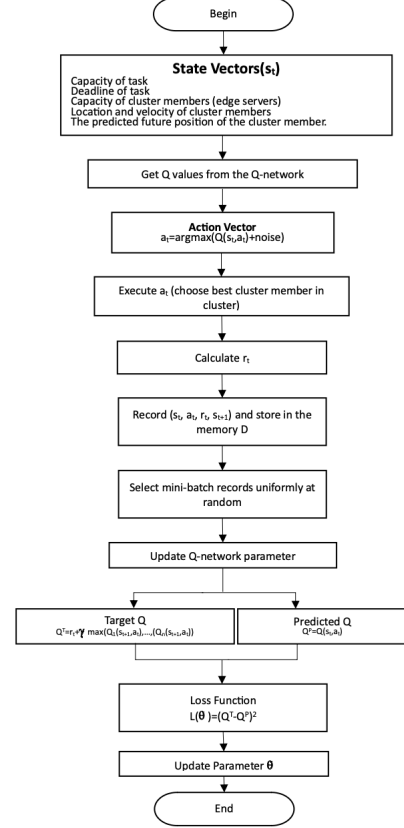 Begin
State Vectors(sₜ)
Capacity of task
Deadline of task
Capacity of cluster members (edge servers)
Location and velocity of cluster members
The predicted future position of the cluster member.
Get Q values from the Q-network
Action Vector
aₜ=argmax(Q(sₜ,aₜ)+noise)
Execute aₜ (choose best cluster member in
cluster)
Calculate rₜ
Record (sₜ, aₜ, rₜ, sₜ₊₁) and store in the
memory D
Select mini-batch records uniformly at
random
Update Q-network parameter
Target Q
Qᵀ=rₜ+γ max(Q₁(sₜ₊₁,aₜ),...,(Qₙ(sₜ₊₁,aₜ))
Predicted Q
Qᴾ=Q(sₜ,aₜ)
Loss Function
L(θ )=(Qᵀ-Qᴾ)²
Update Parameter θ
End